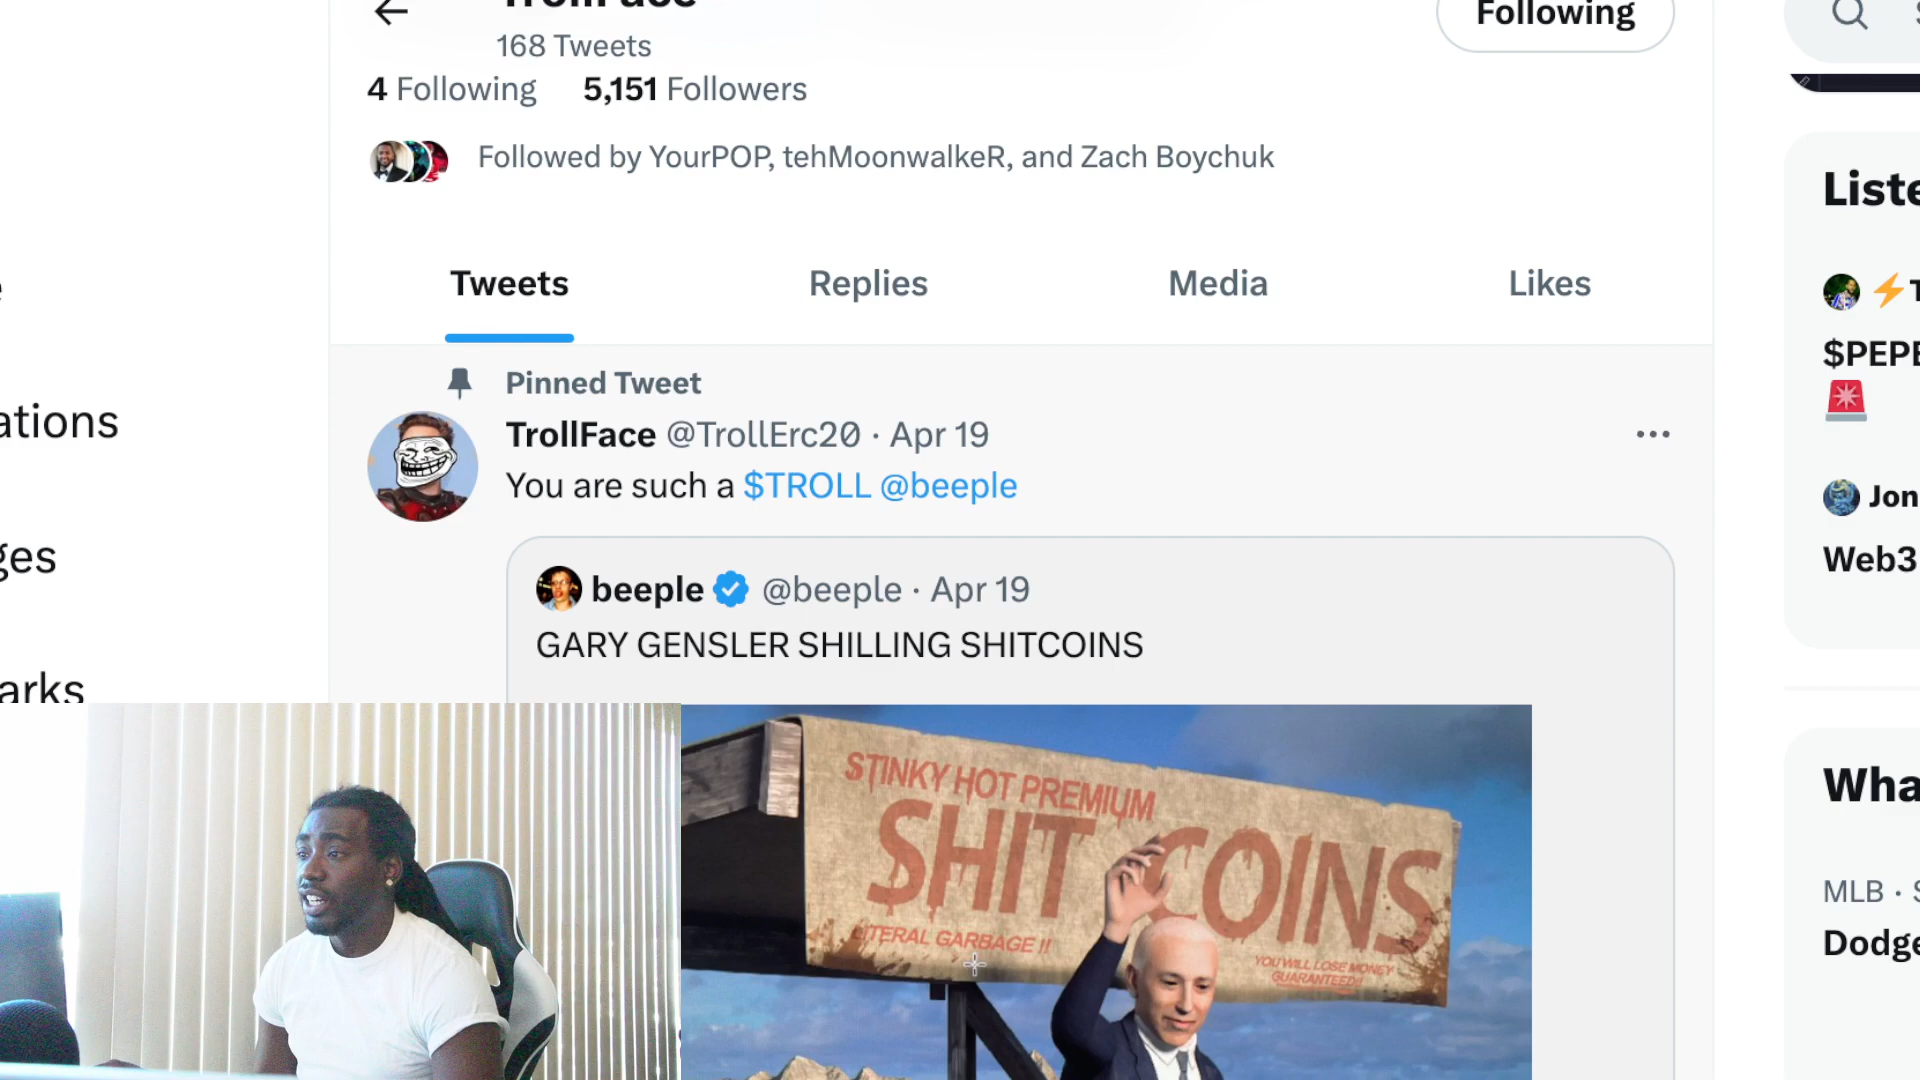 TrollFace
168 Tweets
Following
4 Following 5,151 Followers
Followed by YourPOP, tehMoonwalkeR, and Zach Boychuk
Tweets Replies Media Likes
Pinned Tweet
TrollFace @TrollErc20 · Apr 19
You are such a $TROLL @beeple
beeple @beeple · Apr 19
GARY GENSLER SHILLING SHITCOINS
STINKY HOT PREMIUM
SHIT COINS
LITERAL GARBAGE !!
YOU WILL LOSE MONEY
GUARANTEED!!
ations
ges
arks
Liste
$PEPE
Jon
Web3
Wha
MLB · S
Dodge